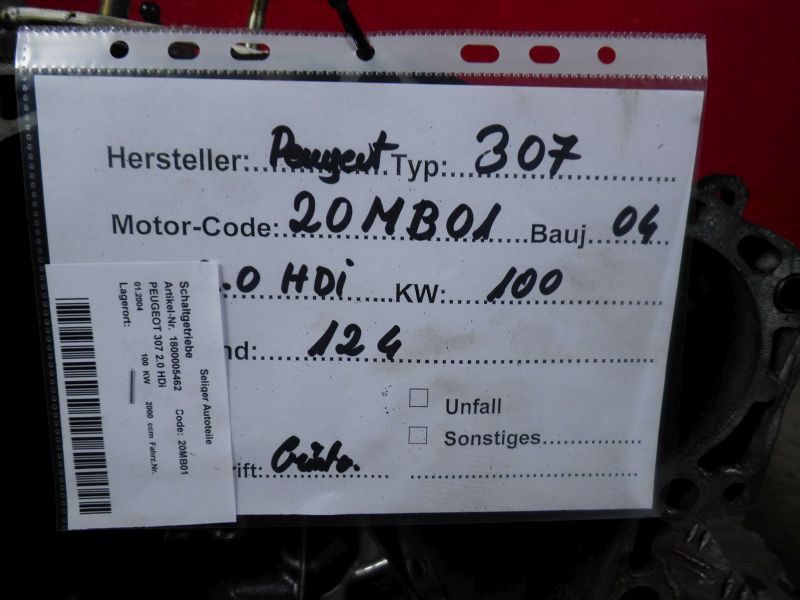 Hersteller: Peugeot Typ: 307
Motor-Code: 20MB01 Bauj 04
.0 HDi KW: 100
nd: 124
Unfall
Sonstiges
rift:
Seliger Autoteile
Schaltgetriebe
Artikel-Nr. 1800005462 Code: 20MB01
PEUGEOT 307 2.0 HDi
01.2004 100 KW 2000 ccm Fahrz.Nr.
Lagerort: